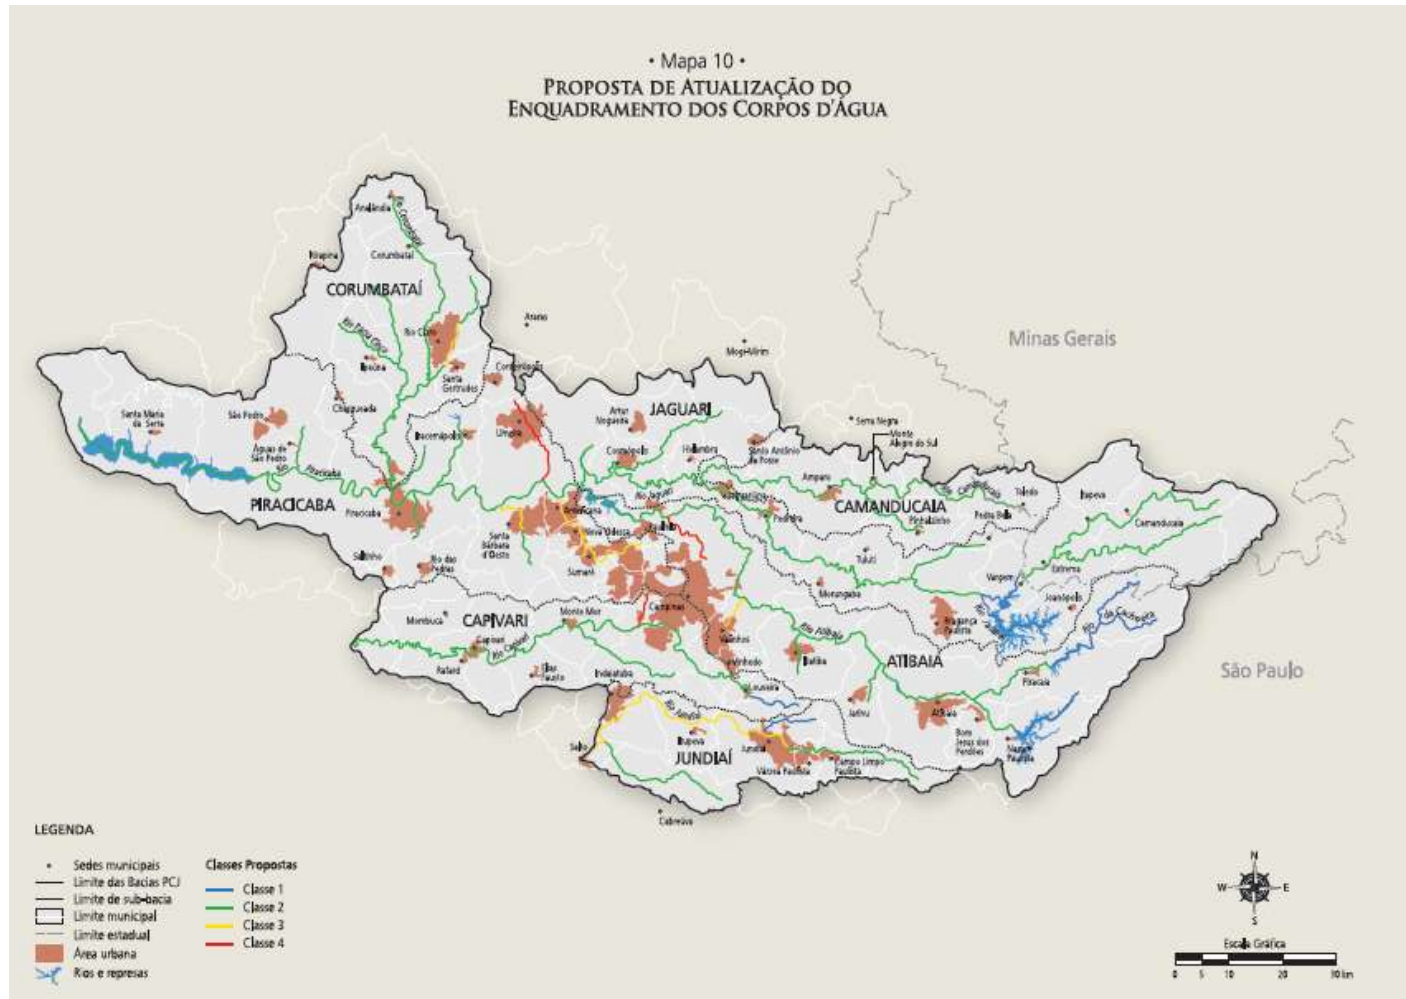 • Mapa 10 •
PROPOSTA DE ATUALIZAÇÃO DO
ENQUADRAMENTO DOS CORPOS D'ÁGUA
Analândia
Corumbataí
CORUMBATAÍ
Araras
Minas Gerais
Mogi-Mirim
Rio Claro
Ipeúna
Santa
Gertrudes
Cordeirópolis
Charqueada
Santa Maria
da Serra
São Pedro
Águas de
São Pedro
Iracemápolis
Limeira
Artur
Nogueira
JAGUARI
Serra Negra
Monte
Alegre do Sul
Cosmópolis
Holambra
Santo Antônio
de Posse
Rio
Piracicaba
PIRACICABA
Piracicaba
Americana
Rio Jaguari
Amparo
CAMANDUCAIA
Toledo
Itapeva
Pedra Bela
Camanducaia
Pinhalzinho
Pedreira
Nova Odessa
Santa
Bárbara
d'Oeste
Sumaré
Saltinho
Rio das
Pedras
Tuiuti
Vargem
Extrema
Morungaba
Joanópolis
Mombuca
CAPIVARI
Monte Mor
Campinas
Capivari
Rio Capivari
Rafard
Elias
Fausto
Indaiatuba
Valinhos
Vinhedo
Rio Atibaia
Itatiba
Bragança
Paulista
ATIBAIA
Piracaia
São Paulo
Louveira
Jarinu
Atibaia
Bom
Jesus dos
Perdões
Nazaré
Paulista
Rio Jundiaí
Salto
Itupeva
Jundiaí
JUNDIAÍ
Várzea Paulista
Campo Limpo
Paulista
Cabreúva
LEGENDA
Sedes municipais
Limite das Bacias PCJ
Limite de sub-bacia
Limite municipal
Limite estadual
Área urbana
Rios e represas
Classes Propostas
Classe 1
Classe 2
Classe 3
Classe 4
N
W
E
S
Escala Gráfica
0 5 10 20 30 km